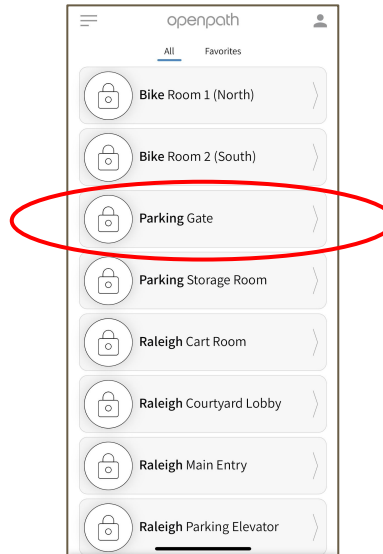 openpath
All Favorites
Bike Room 1 (North)
Bike Room 2 (South)
Parking Gate
Parking Storage Room
Raleigh Cart Room
Raleigh Courtyard Lobby
Raleigh Main Entry
Raleigh Parking Elevator